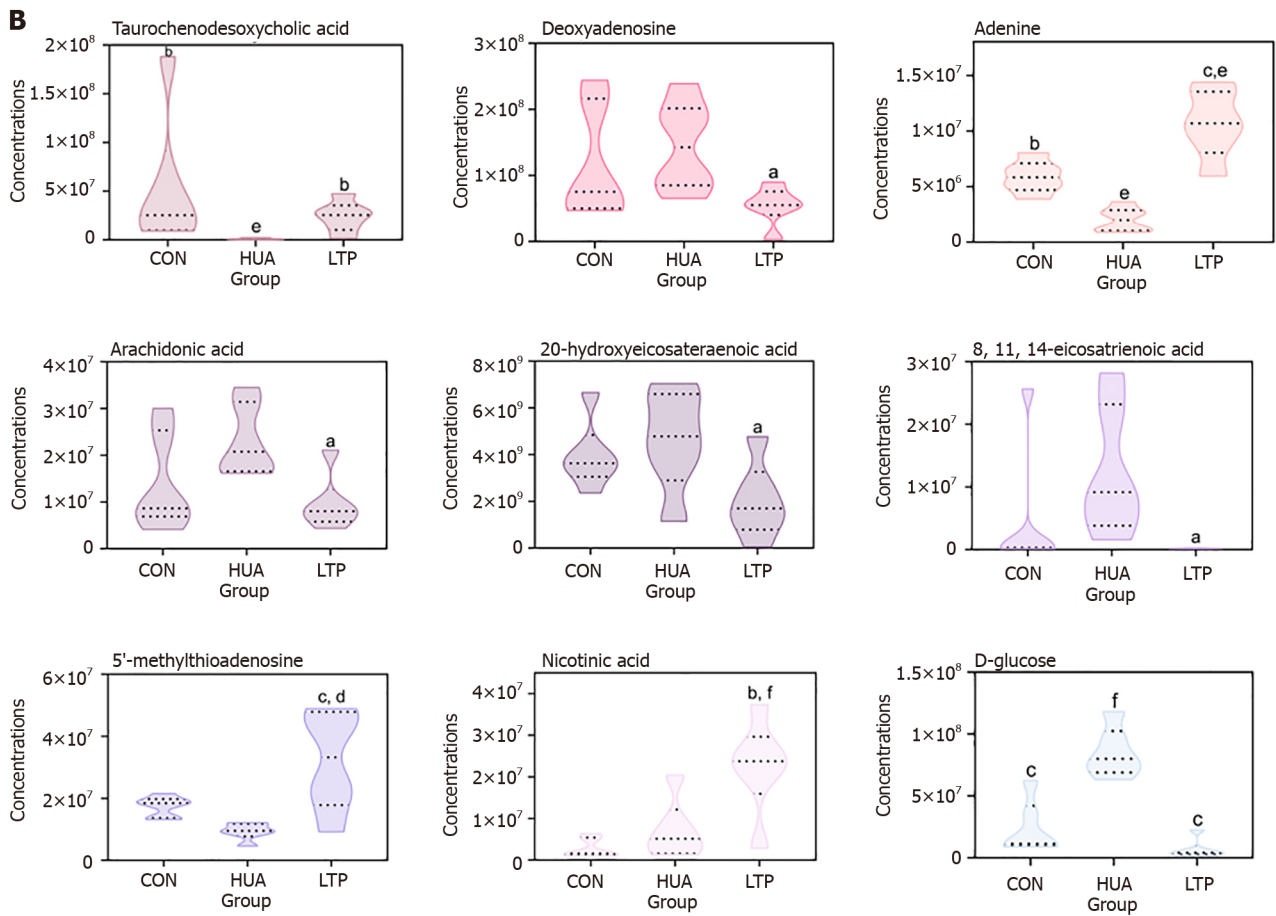 B
Taurochenodesoxycholic acid
Concentrations
2×10⁸
1.5×10⁸
1×10⁸
5×10⁷
0
b
e
b
CON HUA LTP
Group
Deoxyadenosine
Concentrations
3×10⁸
2×10⁸
1×10⁸
0
a
CON HUA LTP
Group
Adenine
Concentrations
1.5×10⁷
1×10⁷
5×10⁶
0
b
e
c,e
CON HUA LTP
Group
Arachidonic acid
Concentrations
4×10⁷
3×10⁷
2×10⁷
1×10⁷
0
a
CON HUA LTP
Group
20-hydroxyeicosateraenoic acid
Concentrations
8×10⁹
6×10⁹
4×10⁹
2×10⁹
0
a
CON HUA LTP
Group
8, 11, 14-eicosatrienoic acid
Concentrations
3×10⁷
2×10⁷
1×10⁷
0
a
CON HUA LTP
Group
5'-methylthioadenosine
Concentrations
6×10⁷
4×10⁷
2×10⁷
0
c, d
CON HUA LTP
Group
Nicotinic acid
Concentrations
4×10⁷
3×10⁷
2×10⁷
1×10⁷
0
b, f
CON HUA LTP
Group
D-glucose
Concentrations
1.5×10⁸
1×10⁸
5×10⁷
0
c
f
c
CON HUA LTP
Group